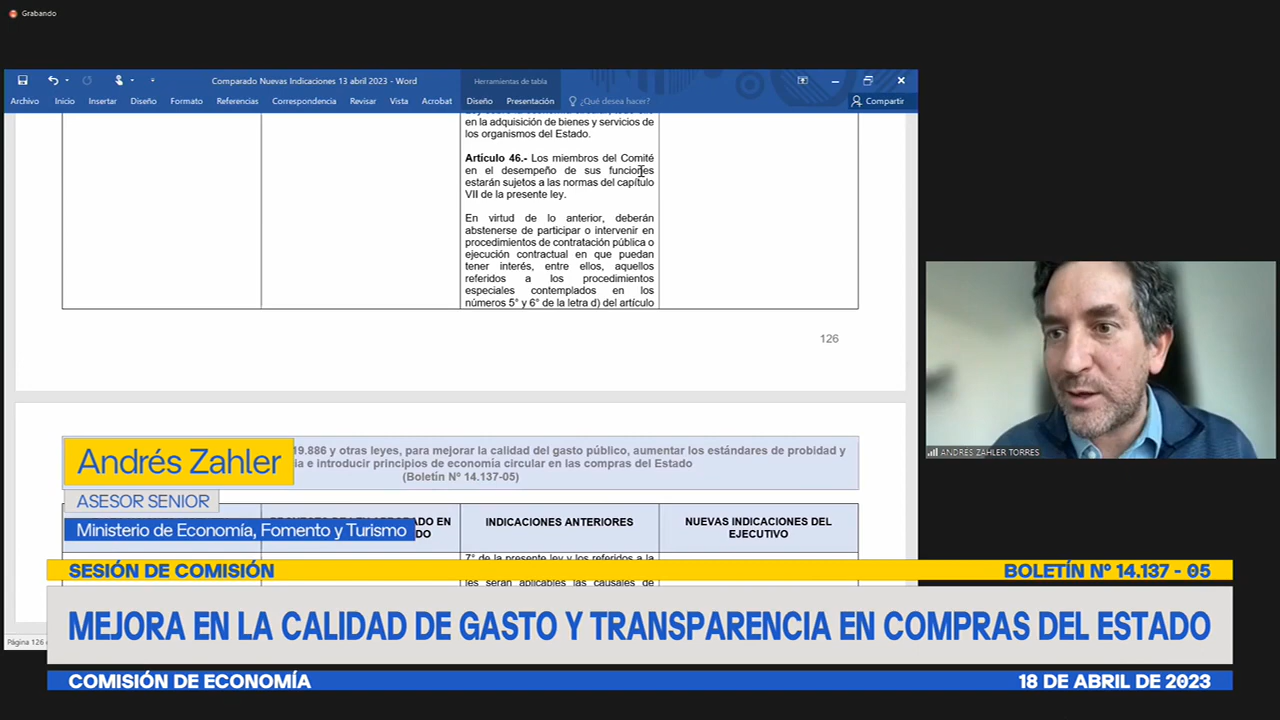 Grabando
Comparado Nuevas Indicaciones 13 abril 2023 - Word
Herramientas de tabla
Archivo Inicio Insertar Diseño Formato Referencias Correspondencia Revisar Vista Acrobat Diseño Presentación ¿Qué desea hacer? Compartir
en la adquisición de bienes y servicios de
los organismos del Estado.
Artículo 46.- Los miembros del Comité
en el desempeño de sus funciones
estarán sujetos a las normas del capítulo
VII de la presente ley.
En virtud de lo anterior, deberán
abstenerse de participar o intervenir en
procedimientos de contratación pública o
ejecución contractual en que puedan
tener interés, entre ellos, aquellos
referidos a los procedimientos
especiales contemplados en los
números 5° y 6° de la letra d) del artículo
126
ANDRES ZAHLER TORRES
19.886 y otras leyes, para mejorar la calidad del gasto público, aumentar los estándares de probidad y
ia e introducir principios de economía circular en las compras del Estado
(Boletín Nº 14.137-05)
Andrés Zahler
ASESOR SENIOR
Ministerio de Economía, Fomento y Turismo
ADO EN
DO
INDICACIONES ANTERIORES
NUEVAS INDICACIONES DEL
EJECUTIVO
7° de la presente ley y los referidos a la
les serán aplicables las causales de
Página 126
SESIÓN DE COMISIÓN
BOLETÍN Nº 14.137 - 05
MEJORA EN LA CALIDAD DE GASTO Y TRANSPARENCIA EN COMPRAS DEL ESTADO
COMISIÓN DE ECONOMÍA
18 DE ABRIL DE 2023